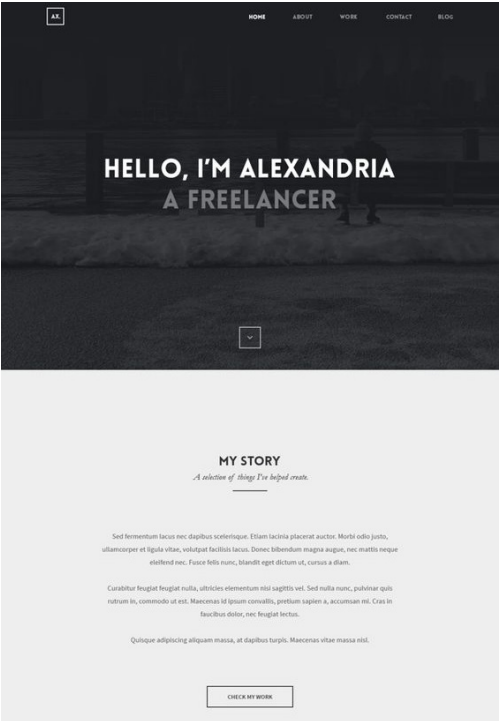 AX.
HOME ABOUT WORK CONTACT BLOG
HELLO, I'M ALEXANDRIA
A FREELANCER
MY STORY
A selection of things I've helped create.
Sed fermentum lacus nec dapibus scelerisque. Etiam lacinia placerat auctor. Morbi odio justo,
ullamcorper et ligula vitae, volutpat facilisis lacus. Donec bibendum magna augue, nec mattis neque
eleifend nec. Fusce felis nunc, blandit eget dictum ut, cursus a diam.
Curabitur feugiat feugiat nulla, ultricies elementum nisi sagittis vel. Sed nulla nunc, pulvinar quis
rutrum in, commodo ut est. Maecenas id ipsum convallis, pretium sapien a, accumsan mi. Cras in
faucibus dolor, nec feugiat lectus.
Quisque adipiscing aliquam massa, at dapibus turpis. Maecenas vitae massa nisl.
CHECK MY WORK